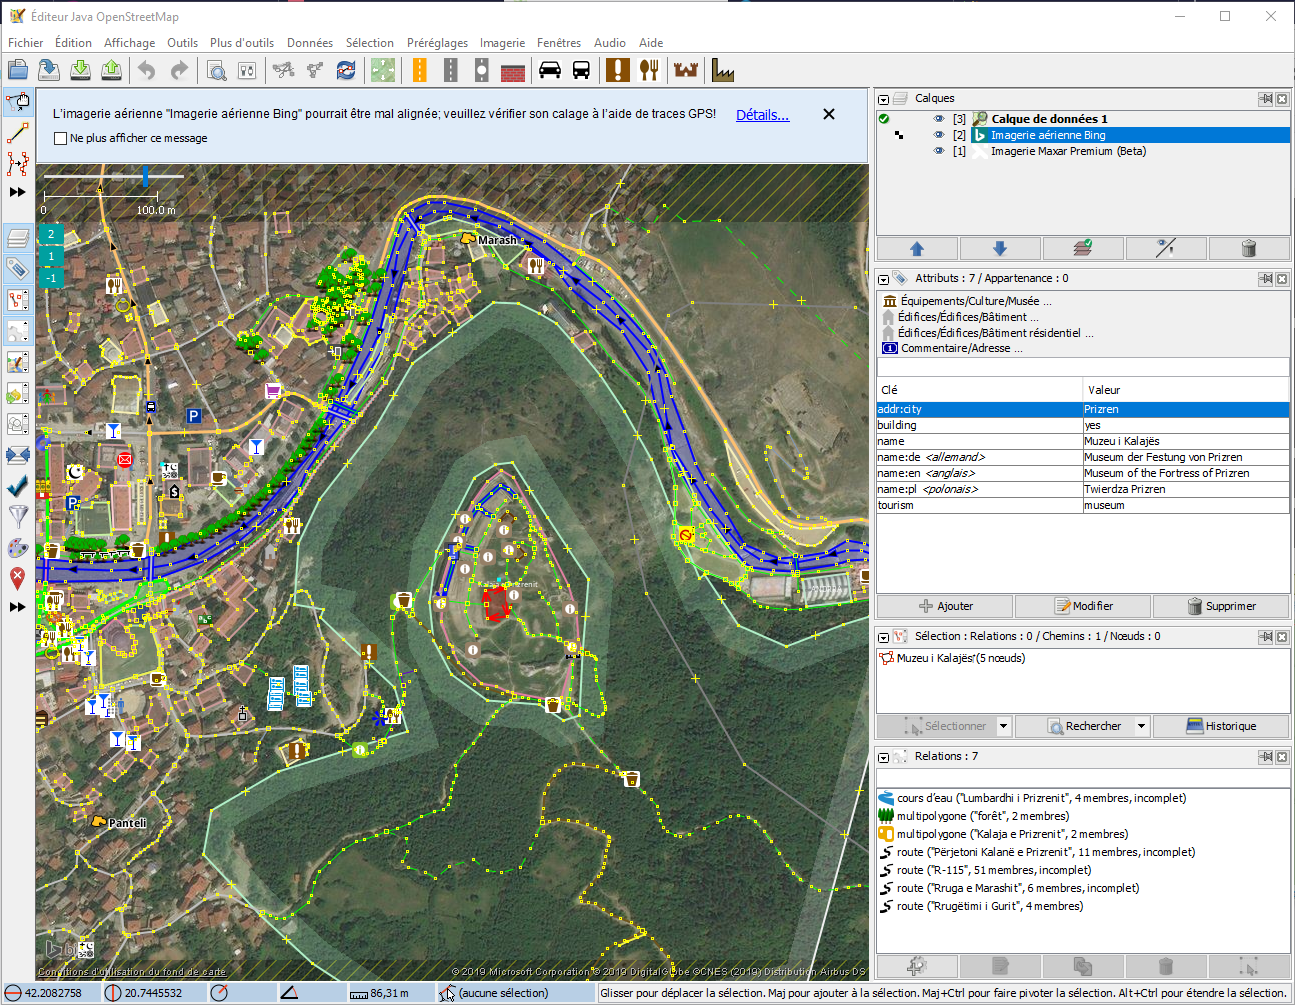 Éditeur Java OpenStreetMap
Fichier Édition Affichage Outils Plus d'outils Données Sélection Préréglages Imagerie Fenêtres Audio Aide
L'imagerie aérienne "Imagerie aérienne Bing" pourrait être mal alignée; veuillez vérifier son calage à l'aide de traces GPS! Détails...
Ne plus afficher ce message
0 100.0 m
2
1
-1
Marash
Kalaja e Prizrenit
Panteli
Conditions d'utilisation du fond de carte
© 2019 Microsoft Corporation © 2019 DigitalGlobe ©CNES (2019) Distribution Airbus DS
Calques
[3] Calque de données 1
[2] Imagerie aérienne Bing
[1] Imagerie Maxar Premium (Beta)
Attributs : 7 / Appartenance : 0
Équipements/Culture/Musée ...
Édifices/Édifices/Bâtiment ...
Édifices/Édifices/Bâtiment résidentiel ...
Commentaire/Adresse ...
Clé Valeur
addr:city Prizren
building yes
name Muzeu i Kalajës
name:de <allemand> Museum der Festung von Prizren
name:en <anglais> Museum of the Fortress of Prizren
name:pl <polonais> Twierdza Prizren
tourism museum
Ajouter Modifier Supprimer
Sélection : Relations : 0 / Chemins : 1 / Nœuds : 0
Muzeu i Kalajës (5 nœuds)
Sélectionner Rechercher Historique
Relations : 7
cours d'eau ("Lumbardhi i Prizrenit", 4 membres, incomplet)
multipolygone ("forêt", 2 membres)
multipolygone ("Kalaja e Prizrenit", 2 membres)
route ("Përjetoni Kalanë e Prizrenit", 11 membres, incomplet)
route ("R-115", 51 membres, incomplet)
route ("Rruga e Marashit", 6 membres, incomplet)
route ("Rrugëtimi i Gurit", 4 membres)
42.2082758 20.7445532 86,31 m (aucune sélection) Glisser pour déplacer la sélection. Maj pour ajouter à la sélection. Maj+Ctrl pour faire pivoter la sélection. Alt+Ctrl pour étendre la sélection.